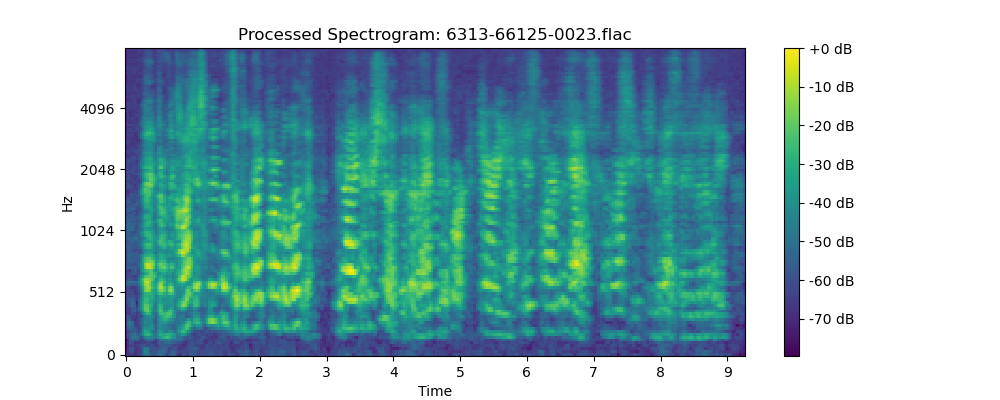 Processed Spectrogram: 6313-66125-0023.flac
+0 dB
4096
-10 dB
-20 dB
2048
-30 dB
Hz
1024
-40 dB
-50 dB
512
-60 dB
-70 dB
0
0 1 2 3 4 5 6 7 8 9
Time